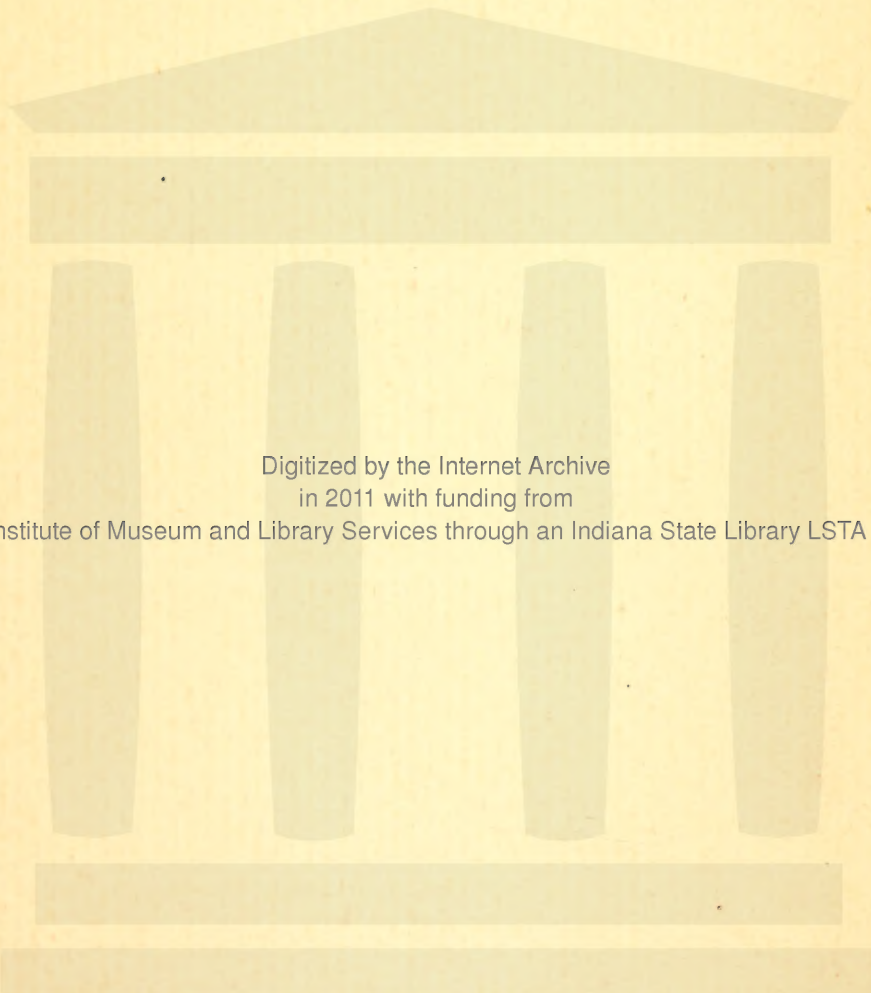 Digitized by the Internet Archive
in 2011 with funding from
nstitute of Museum and Library Services through an Indiana State Library LSTA